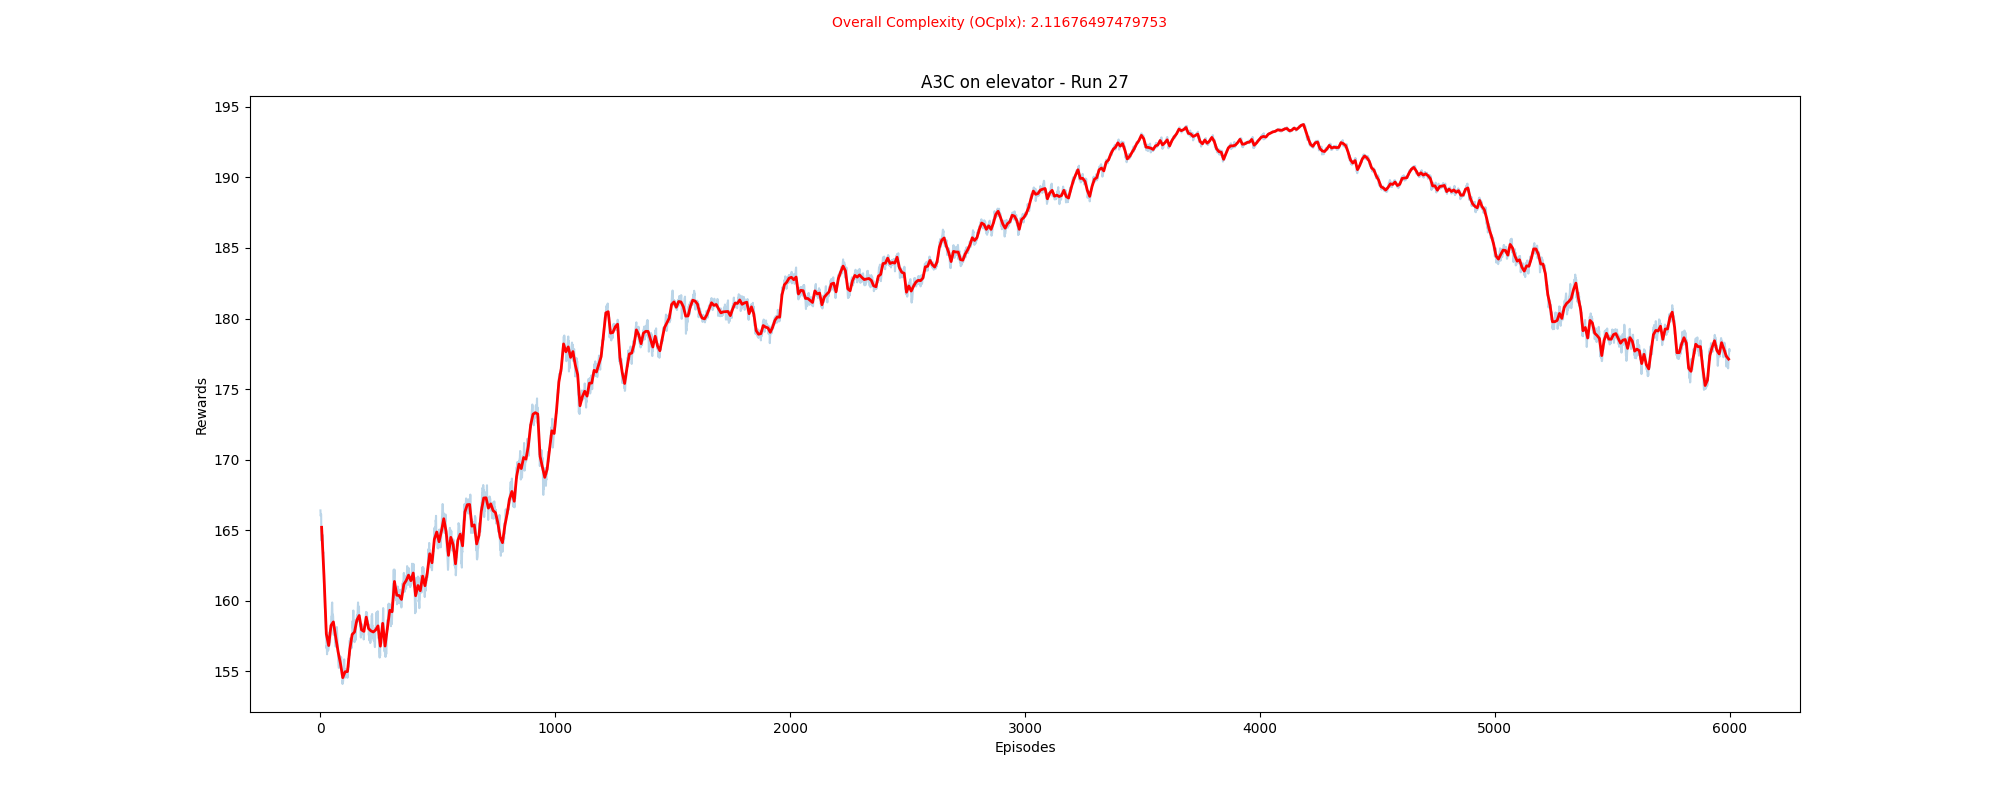 Overall Complexity (OCplx): 2.11676497479753
A3C on elevator - Run 27
195
190
185
180
175
170
165
160
155
Rewards
0 1000 2000 3000 4000 5000 6000
Episodes